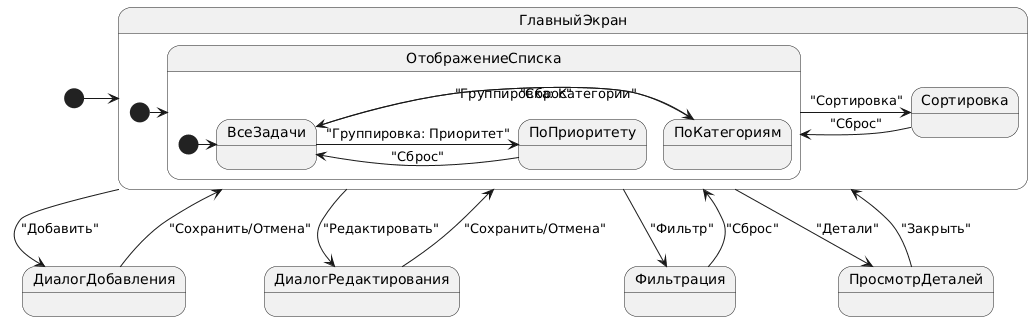 ГлавныйЭкран
ОтображениеСписка
"Группировка: Категории"
"Сброс"
"Сортировка"
Сортировка
"Сброс"
ВсеЗадачи
"Группировка: Приоритет"
ПоПриоритету
ПоКатегориям
"Сброс"
"Добавить"
"Сохранить/Отмена"
"Редактировать"
"Сохранить/Отмена"
"Фильтр"
"Сброс"
"Детали"
"Закрыть"
ДиалогДобавления
ДиалогРедактирования
Фильтрация
ПросмотрДеталей